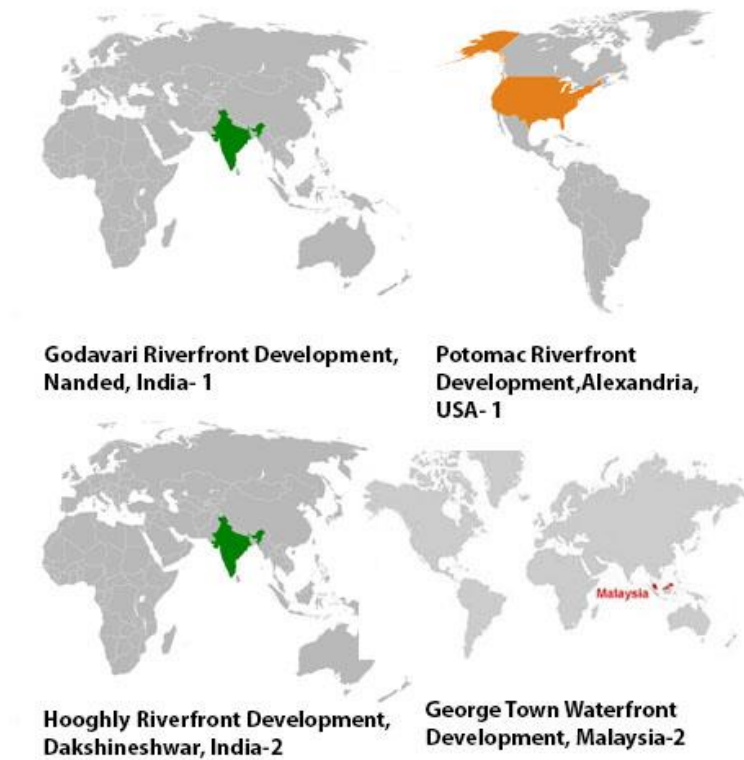 Godavari Riverfront Development,
Nanded, India- 1
Potomac Riverfront
Development,Alexandria,
USA- 1
Malaysia
Hooghly Riverfront Development,
Dakshineshwar, India-2
George Town Waterfront
Development, Malaysia-2